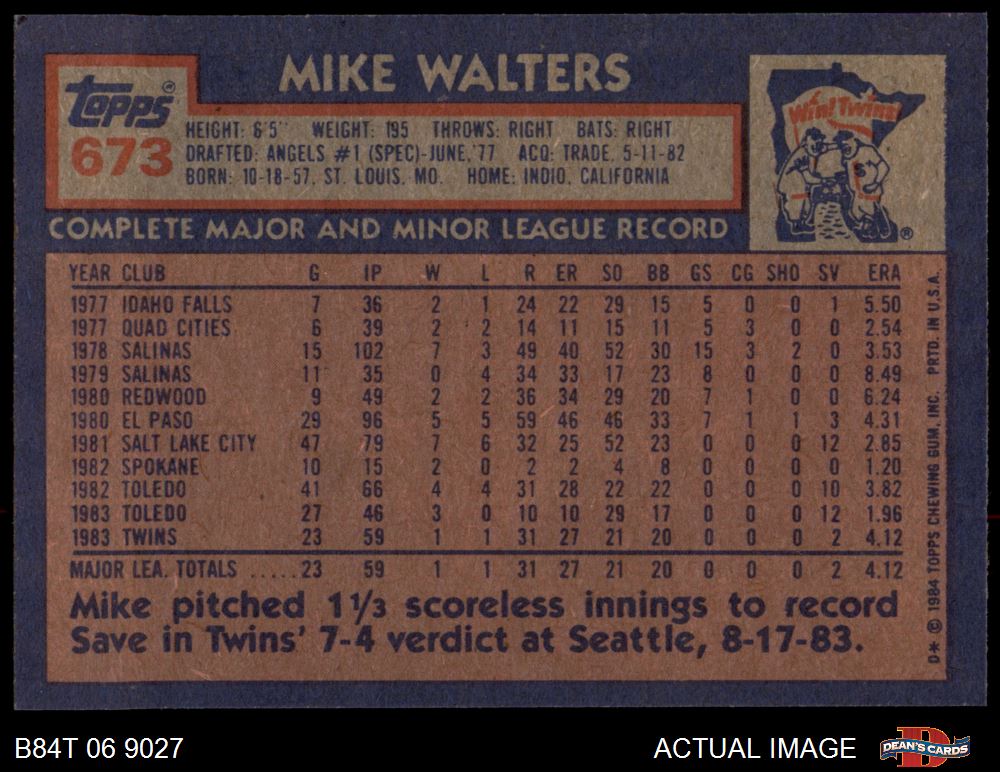 MIKE WALTERS
Topps®
673
HEIGHT: 6'5" WEIGHT: 195 THROWS: RIGHT BATS: RIGHT
DRAFTED: ANGELS #1 (SPEC)-JUNE,'77 ACQ: TRADE, 5-11-82
BORN: 10-18-57, ST. LOUIS, MO. HOME: INDIO, CALIFORNIA
Win! Twins!
®
COMPLETE MAJOR AND MINOR LEAGUE RECORD
YEAR CLUB G IP W L R ER SO BB GS CG SHO SV ERA
1977 IDAHO FALLS 7 36 2 1 24 22 29 15 5 0 0 1 5.50
1977 QUAD CITIES 6 39 2 2 14 11 15 11 5 3 0 0 2.54
1978 SALINAS 15 102 7 3 49 40 52 30 15 3 2 0 3.53
1979 SALINAS 11 35 0 4 34 33 17 23 8 0 0 0 8.49
1980 REDWOOD 9 49 2 2 36 34 29 20 7 1 0 0 6.24
1980 EL PASO 29 96 5 5 59 46 46 33 7 1 1 3 4.31
1981 SALT LAKE CITY 47 79 7 6 32 25 52 23 0 0 0 12 2.85
1982 SPOKANE 10 15 2 0 2 2 4 8 0 0 0 0 1.20
1982 TOLEDO 41 66 4 4 31 28 22 22 0 0 0 10 3.82
1983 TOLEDO 27 46 3 0 10 10 29 17 0 0 0 12 1.96
1983 TWINS 23 59 1 1 31 27 21 20 0 0 0 2 4.12
MAJOR LEA. TOTALS .....23 59 1 1 31 27 21 20 0 0 0 2 4.12
Mike pitched 1⅓ scoreless innings to record
Save in Twins' 7-4 verdict at Seattle, 8-17-83.
D* © 1984 TOPPS CHEWING GUM, INC. PRTD. IN U.S.A.
B84T 06 9027
ACTUAL IMAGE
DEAN'S CARDS